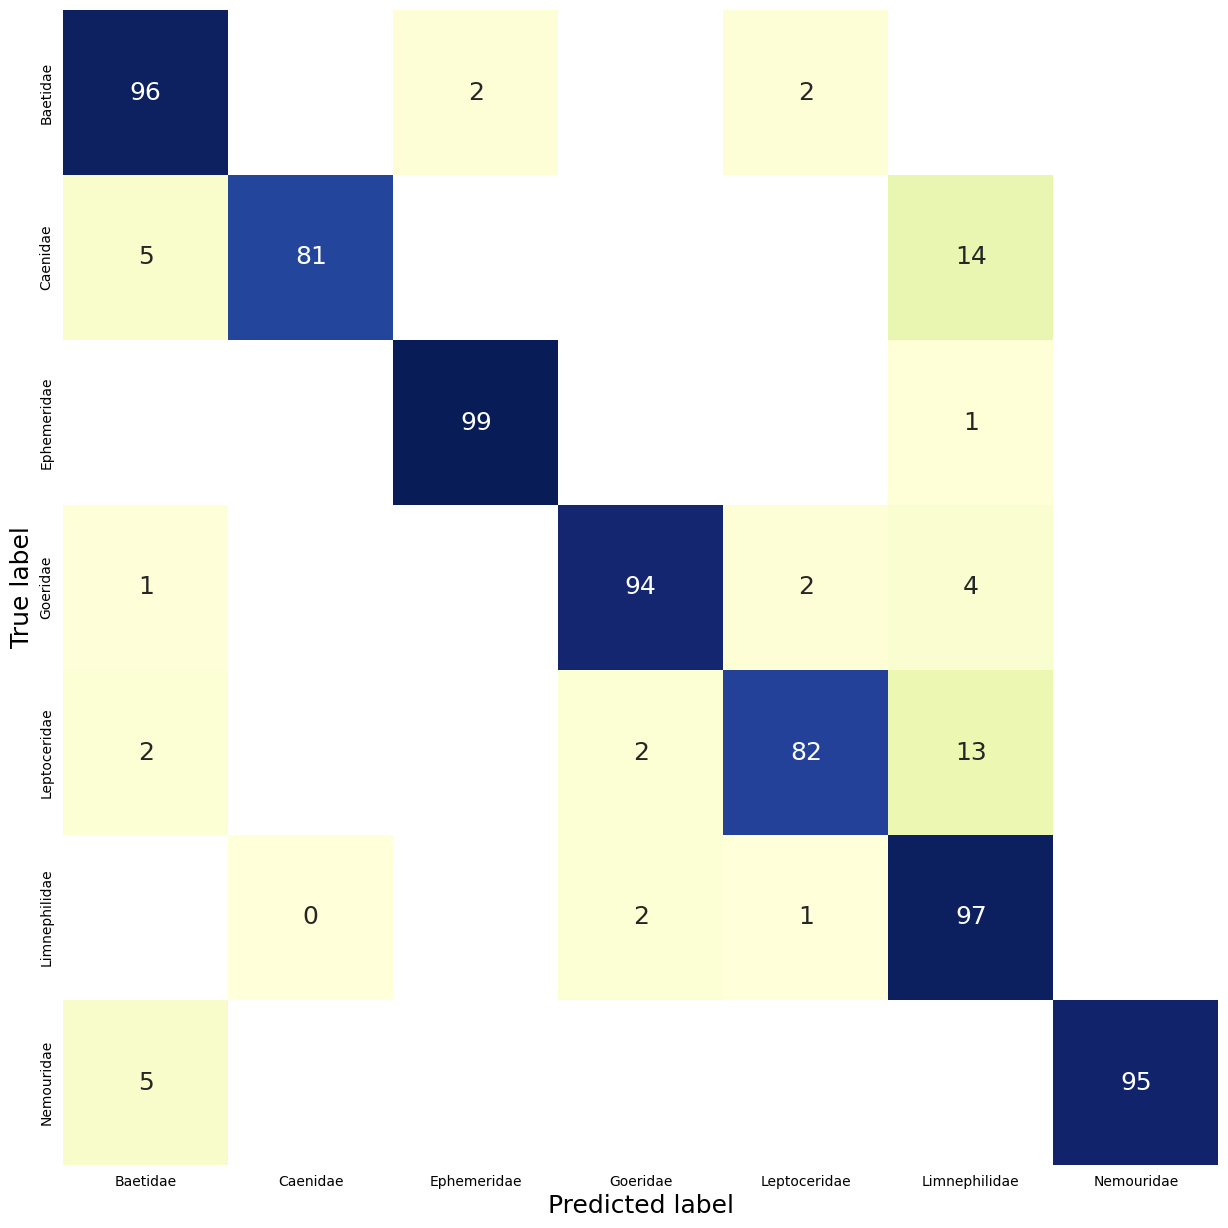 Baetidae 96 2 2
Caenidae 5 81 14
Ephemeridae 99 1
Goeridae 1 94 2 4
Leptoceridae 2 2 82 13
Limnephilidae 0 2 1 97
Nemouridae 5 95
True label
Baetidae Caenidae Ephemeridae Goeridae Leptoceridae Limnephilidae Nemouridae
Predicted label